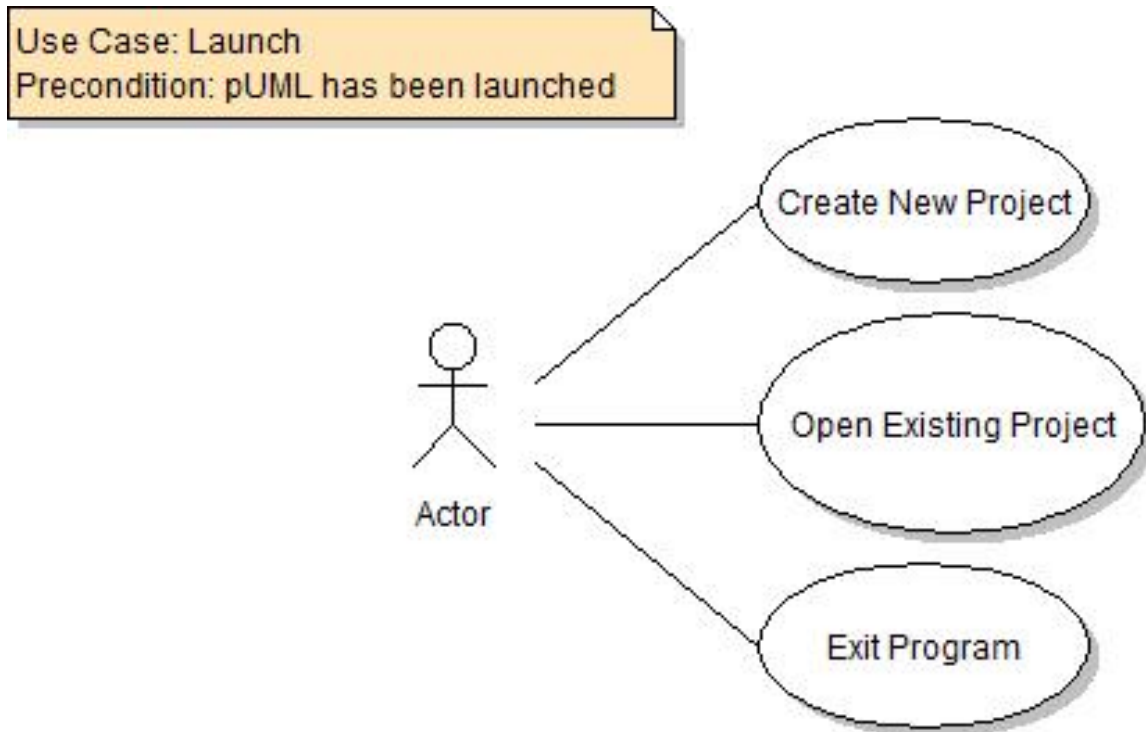 Use Case: Launch
Precondition: pUML has been launched
Create New Project
Open Existing Project
Actor
Exit Program